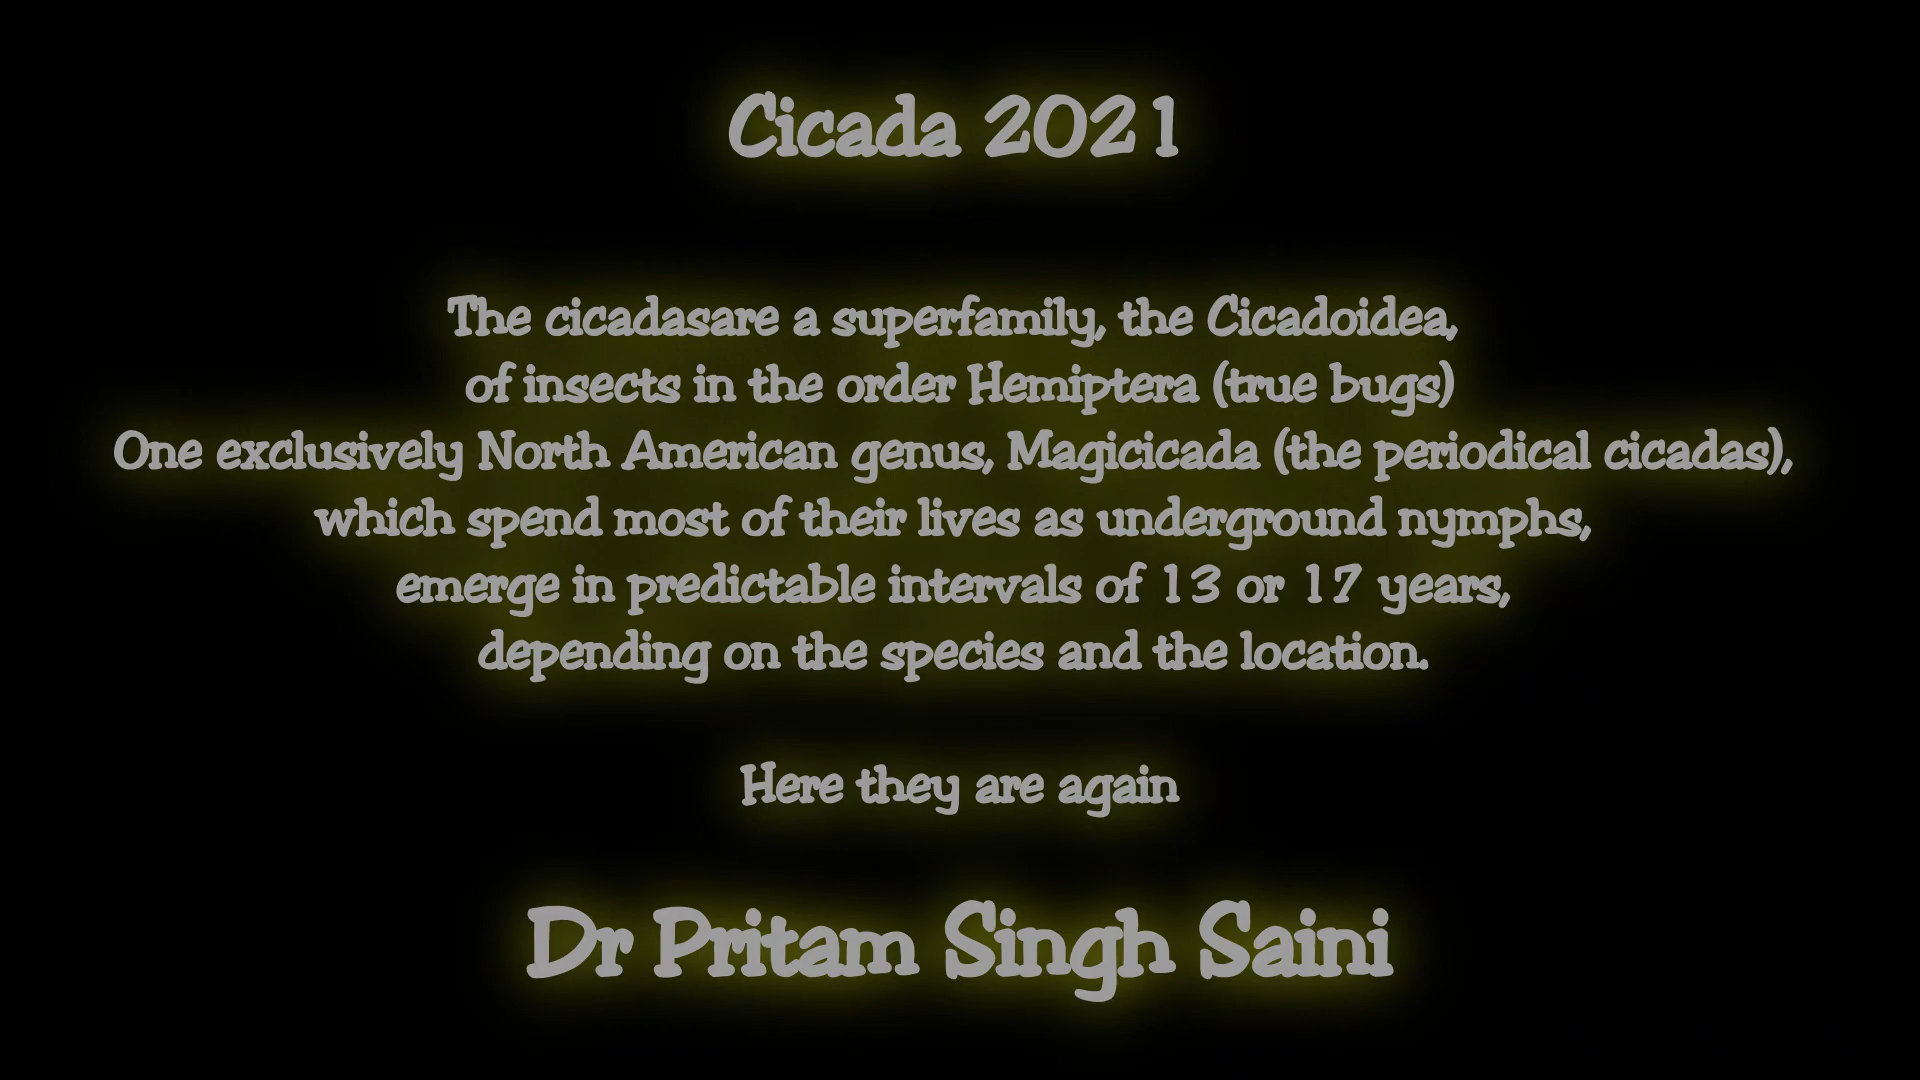 Cicada 2021
The cicadasare a superfamily, the Cicadoidea,
of insects in the order Hemiptera (true bugs)
One exclusively North American genus, Magicicada (the periodical cicadas),
which spend most of their lives as underground nymphs,
emerge in predictable intervals of 13 or 17 years,
depending on the species and the location.
Here they are again
Dr Pritam Singh Saini